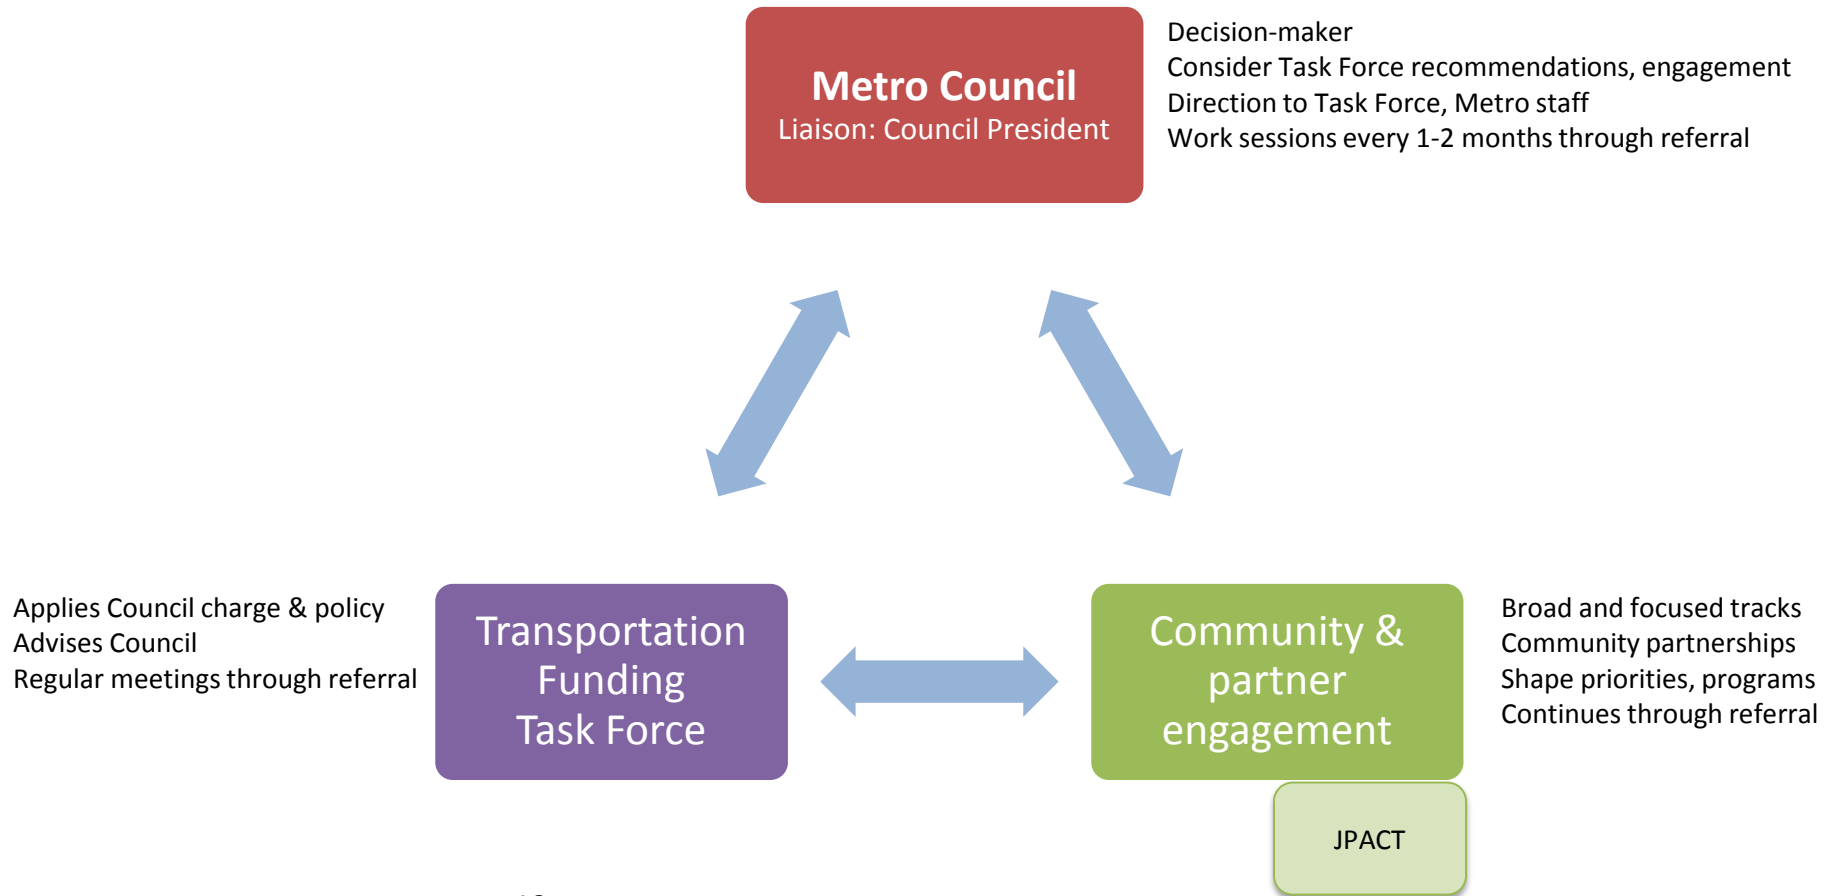 Metro Council
Liaison: Council President
Decision-maker
Consider Task Force recommendations, engagement
Direction to Task Force, Metro staff
Work sessions every 1-2 months through referral
Applies Council charge & policy
Advises Council
Regular meetings through referral
Transportation
Funding
Task Force
Community &
partner
engagement
Broad and focused tracks
Community partnerships
Shape priorities, programs
Continues through referral
JPACT